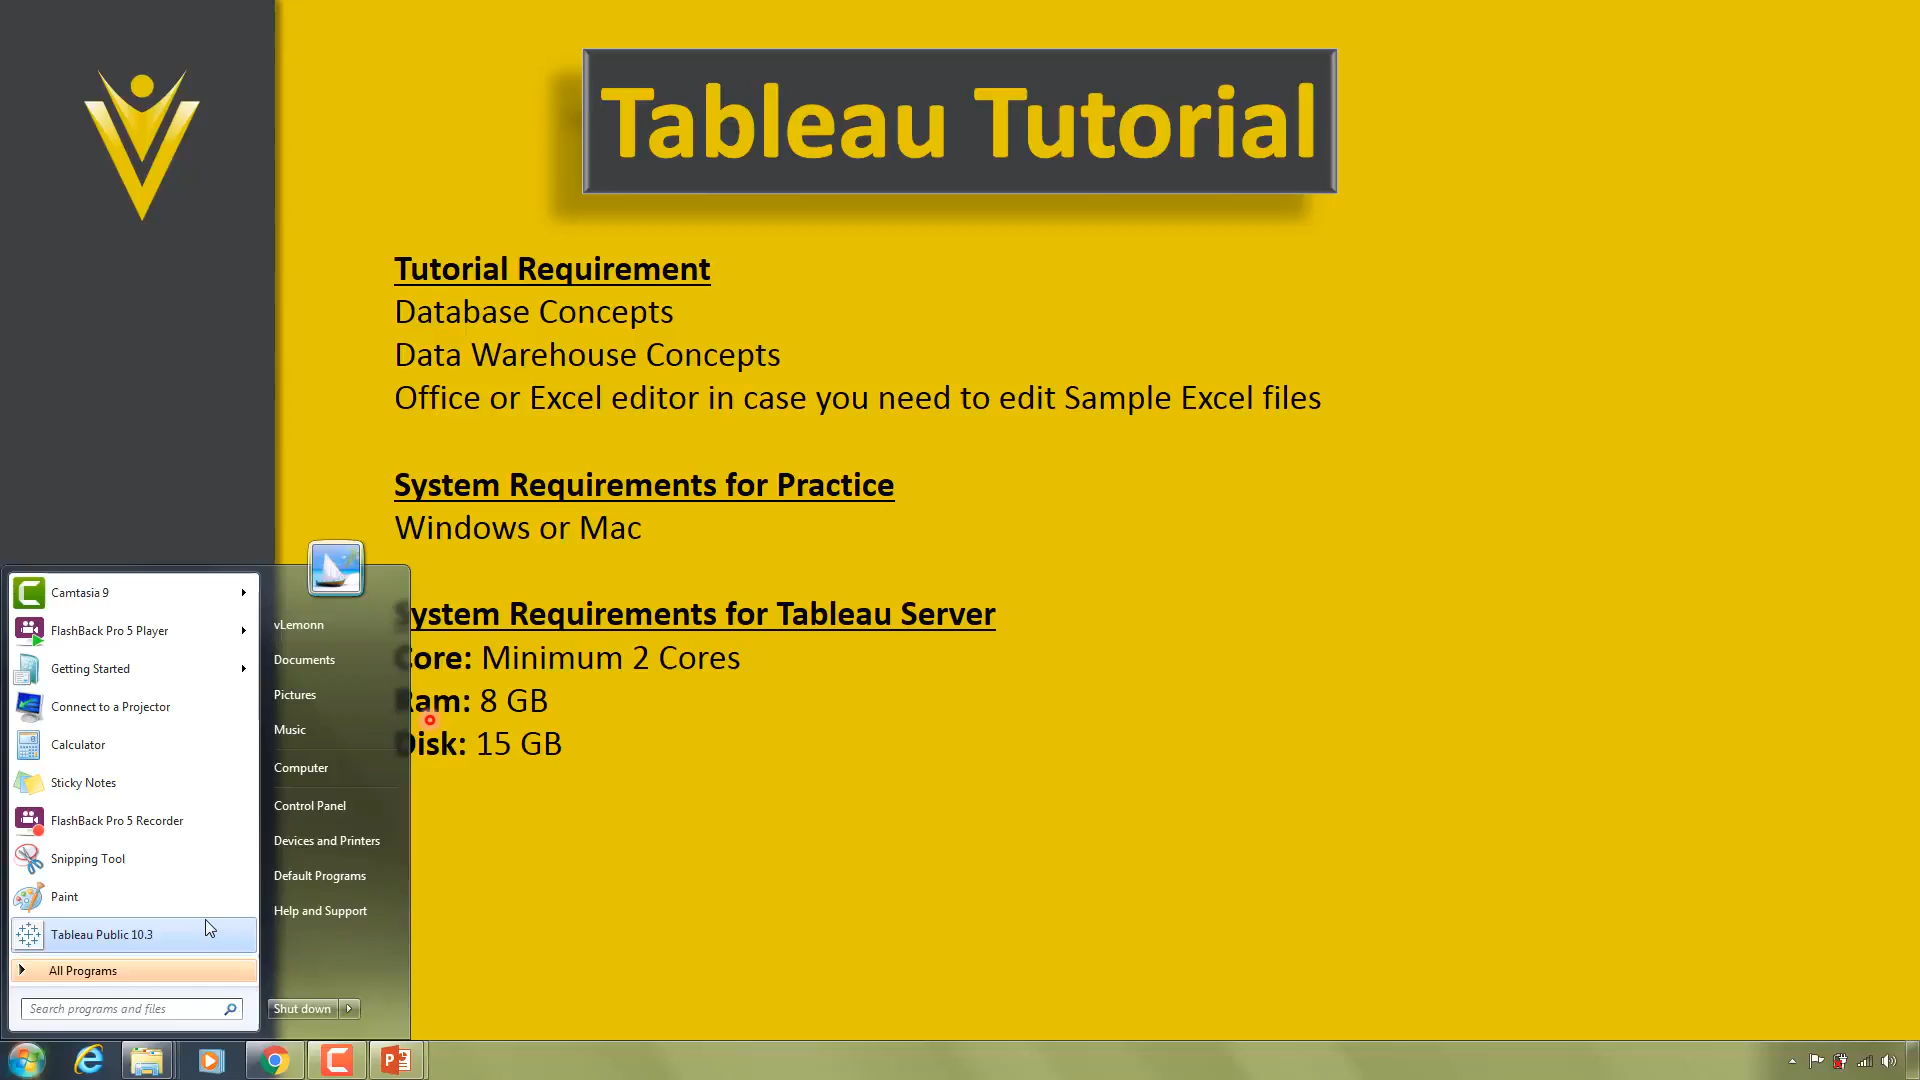 Tableau Tutorial
Tutorial Requirement
Database Concepts
Data Warehouse Concepts
Office or Excel editor in case you need to edit Sample Excel files
System Requirements for Practice
Windows or Mac
System Requirements for Tableau Server
Core: Minimum 2 Cores
Ram: 8 GB
Disk: 15 GB
Camtasia 9
FlashBack Pro 5 Player
Getting Started
Connect to a Projector
Calculator
Sticky Notes
FlashBack Pro 5 Recorder
Snipping Tool
Paint
Tableau Public 10.3
All Programs
Search programs and files
vLemonn
Documents
Pictures
Music
Computer
Control Panel
Devices and Printers
Default Programs
Help and Support
Shut down